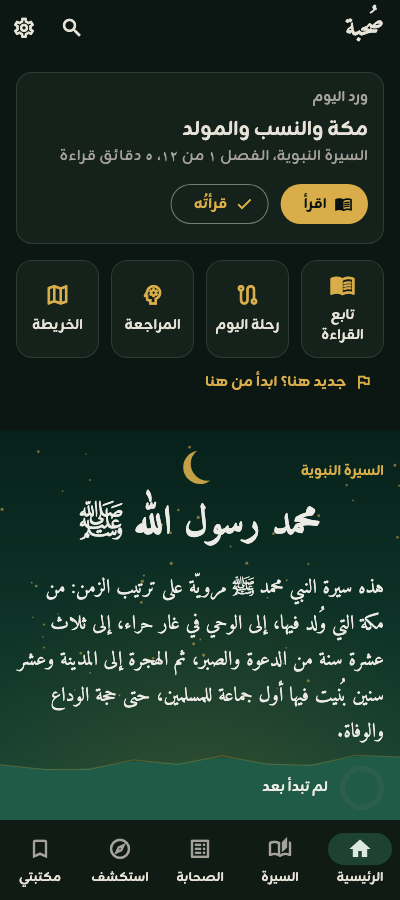 صُحبة
ورد اليوم
مكة والنسب والمولد
السيرة النبوية، الفصل ١ من ١٢، ٥ دقائق قراءة
اقرأ
قرأتُه
تابع
القراءة
رحلة اليوم
المراجعة
الخريطة
جديد هنا؟ ابدأ من هنا
السيرة النبوية
محمد رسول الله ﷺ
هذه سيرة النبي محمد ﷺ مرويّة على ترتيب الزمن: من
مكة التي وُلد فيها، إلى الوحي في غار حراء، إلى ثلاث
عشرة سنة من الدعوة والصبر، ثم الهجرة إلى المدينة وعشر
سنين بُنيت فيها أول جماعة للمسلمين، حتى حجة الوداع
والوفاة.
لم تبدأ بعد
الرئيسية
السيرة
الصحابة
استكشف
مكتبتي